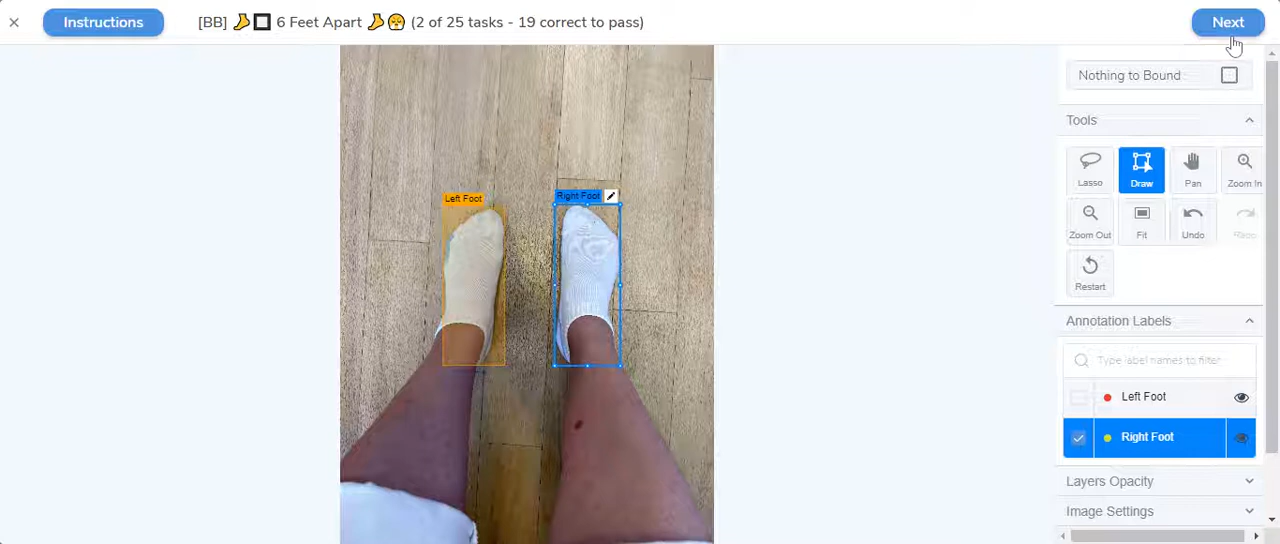 Instructions
[BB] 🦶🔲 6 Feet Apart 🦶😤 (2 of 25 tasks - 19 correct to pass)
Next
Nothing to Bound
Tools
Lasso
Draw
Pan
Zoom In
Zoom Out
Fit
Undo
Redo
Restart
Left Foot
Right Foot
Annotation Labels
Type label names to filter
Left Foot
Right Foot
Layers Opacity
Image Settings